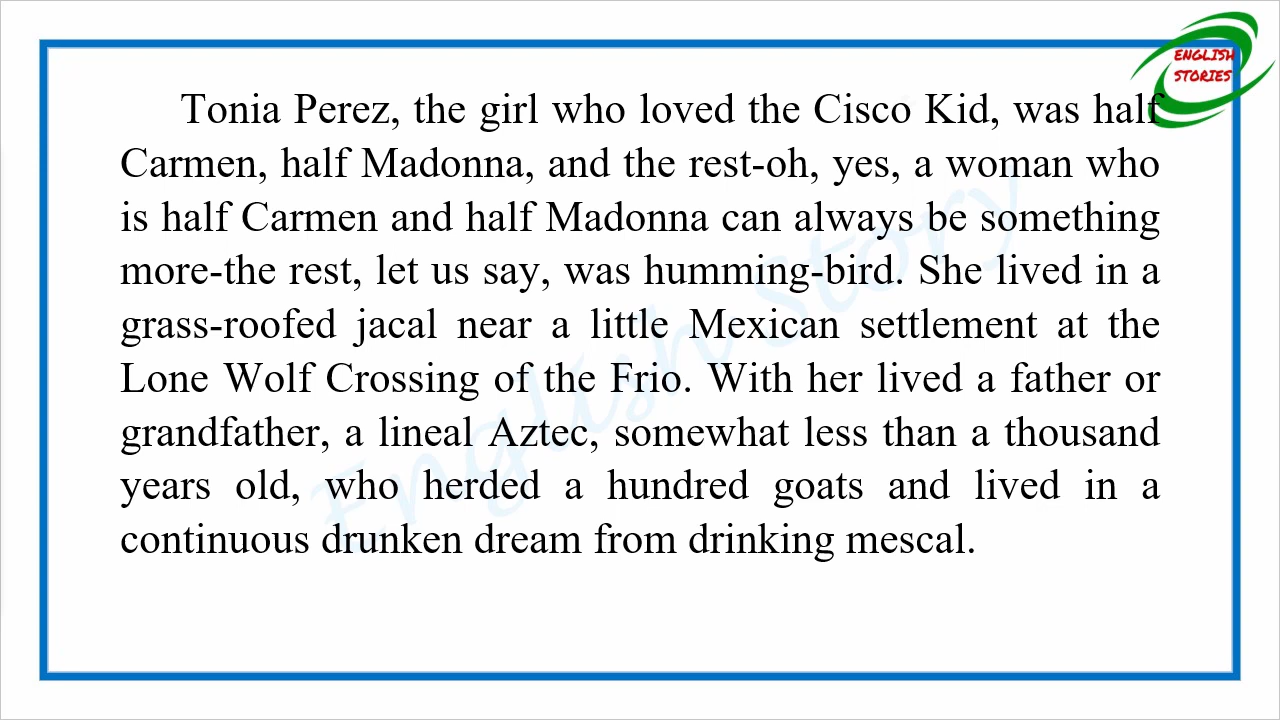 ENGLISH
STORIES
Tonia Perez, the girl who loved the Cisco Kid, was half
Carmen, half Madonna, and the rest-oh, yes, a woman who
is half Carmen and half Madonna can always be something
more-the rest, let us say, was humming-bird. She lived in a
grass-roofed jacal near a little Mexican settlement at the
Lone Wolf Crossing of the Frio. With her lived a father or
grandfather, a lineal Aztec, somewhat less than a thousand
years old, who herded a hundred goats and lived in a
continuous drunken dream from drinking mescal.
English Story